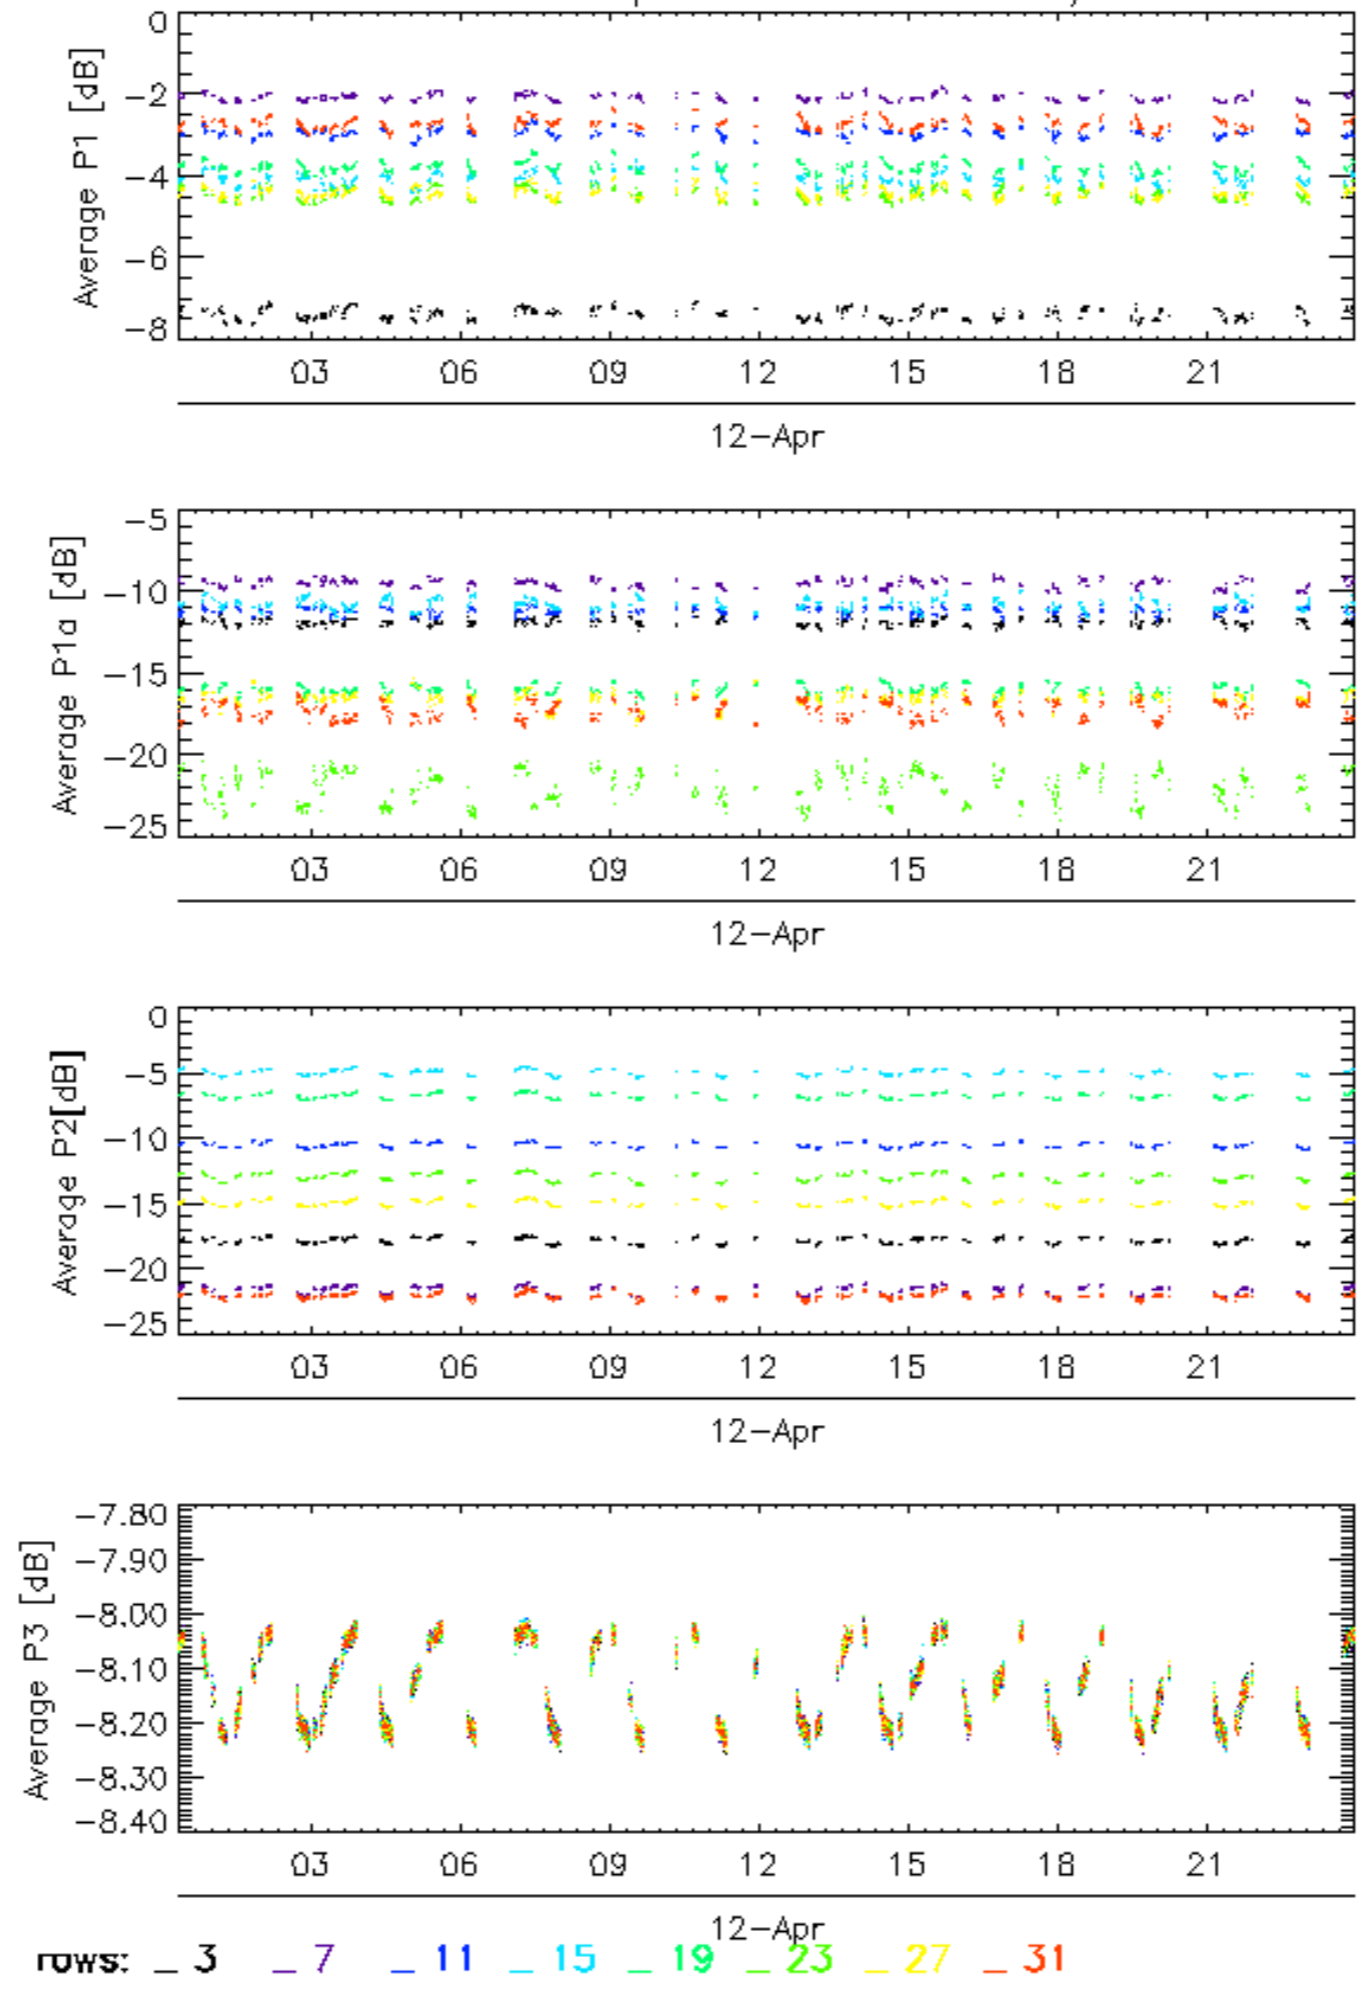 0
−2
−4
−6
−8
Average P1 [dB]
03 06 09 12 15 18 21
12−Apr
−5
−10
−15
−20
−25
Average P1a [dB]
03 06 09 12 15 18 21
12−Apr
0
−5
−10
−15
−20
−25
Average P2[dB]
03 06 09 12 15 18 21
12−Apr
−7.80
−7.90
−8.00
−8.10
−8.20
−8.30
−8.40
Average P3 [dB]
03 06 09 12 15 18 21
12−Apr
rows: _ 3 _ 7 _ 11 _ 15 _ 19 _ 23 _ 27 _ 31